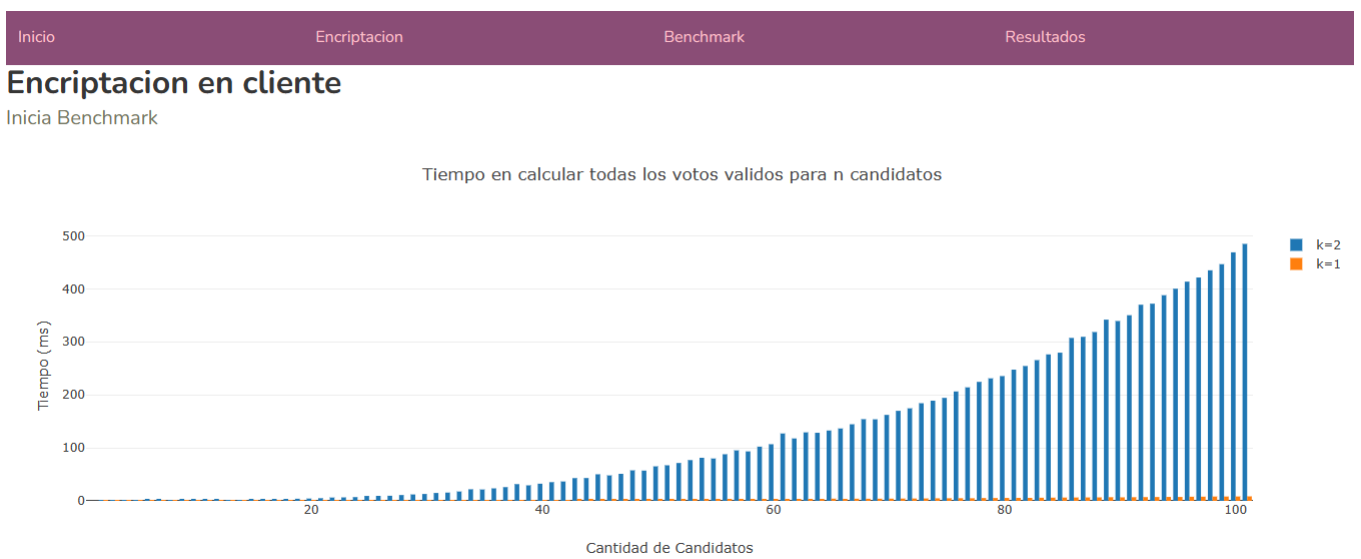 Inicio Encriptacion Benchmark Resultados
Encriptacion en cliente
Inicia Benchmark
Tiempo en calcular todas los votos validos para n candidatos
500
400
300
200
100
0
Tiempo (ms)
20 40 60 80 100
Cantidad de Candidatos
k=2
k=1